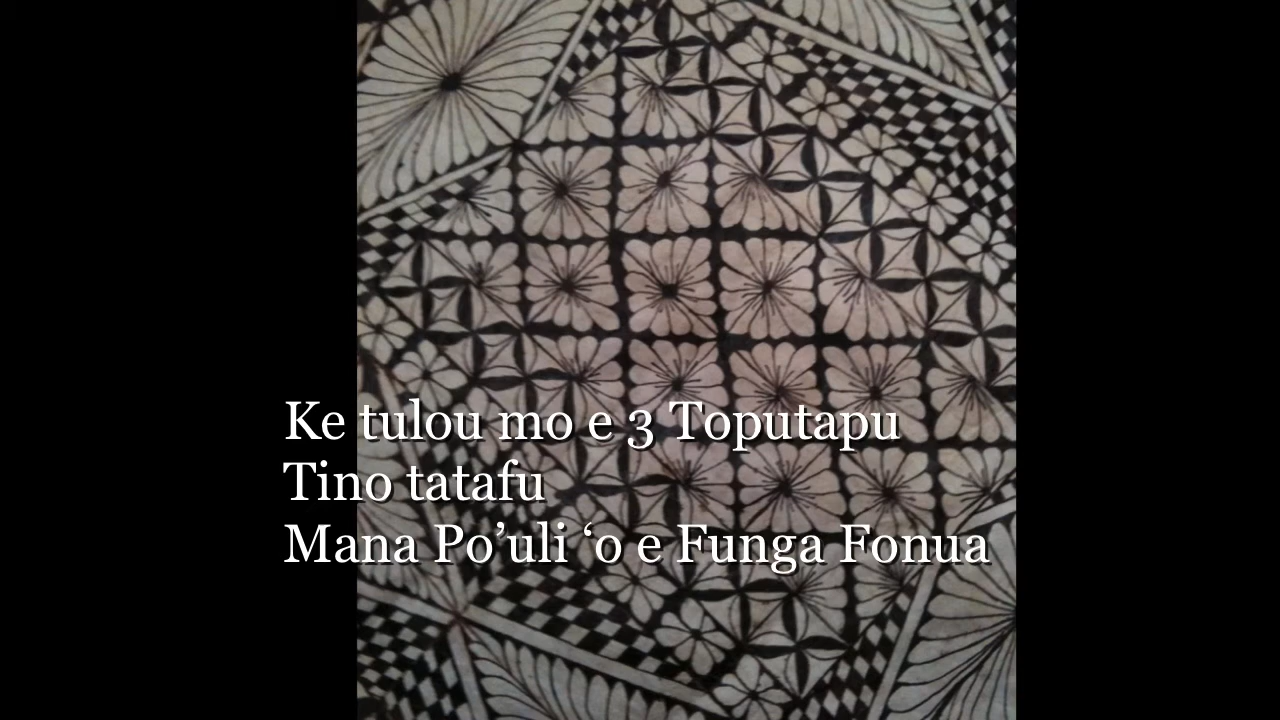 Ke tulou mo e 3 Toputapu
Tino tatafu
Mana Po’uli ‘o e Funga Fonua